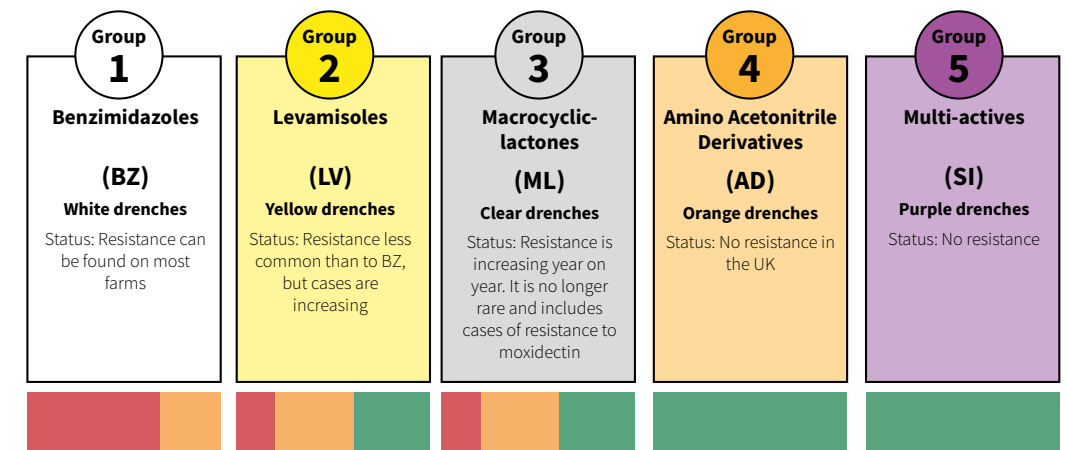 Group
1
Benzimidazoles
(BZ)
White drenches
Status: Resistance can
be found on most
farms
Group
2
Levamisoles
(LV)
Yellow drenches
Status: Resistance less
common than to BZ,
but cases are
increasing
Group
3
Macrocyclic-
lactones
(ML)
Clear drenches
Status: Resistance is
increasing year on
year. It is no longer
rare and includes
cases of resistance to
moxidectin
Group
4
Amino Acetonitrile
Derivatives
(AD)
Orange drenches
Status: No resistance in
the UK
Group
5
Multi-actives
(SI)
Purple drenches
Status: No resistance